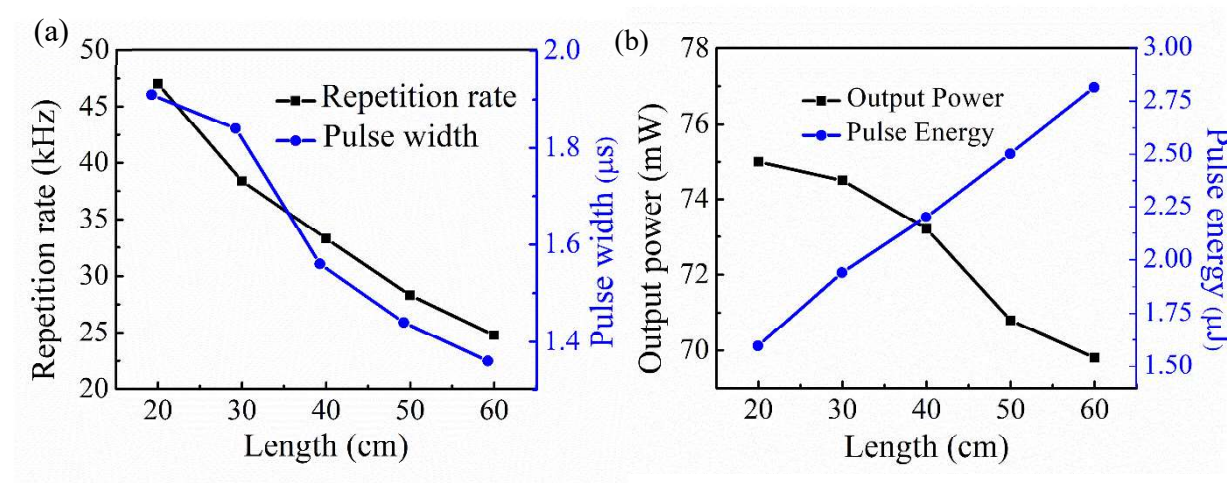 (a)
50
45
40
35
30
25
20
Repetition rate (kHz)
Repetition rate
Pulse width
2.0
1.8
1.6
1.4
Pulse width (μs)
20 30 40 50 60
Length (cm)
(b)
78
76
74
72
70
Output power (mW)
Output Power
Pulse Energy
3.00
2.75
2.50
2.25
2.00
1.75
1.50
Pulse energy (μJ)
20 30 40 50 60
Length (cm)